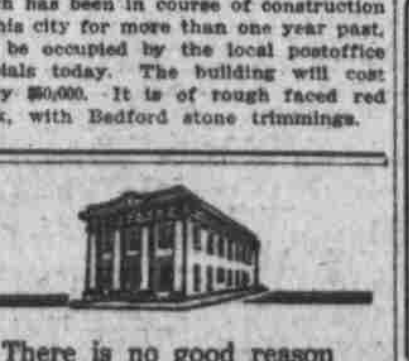 h has been in course of construction
his city for more than one year past,
be occupied by the local postoffice
ials today. The building will cost
y $50,000. It is of rough faced red
k, with Bedford stone trimmings.
There is no good reason